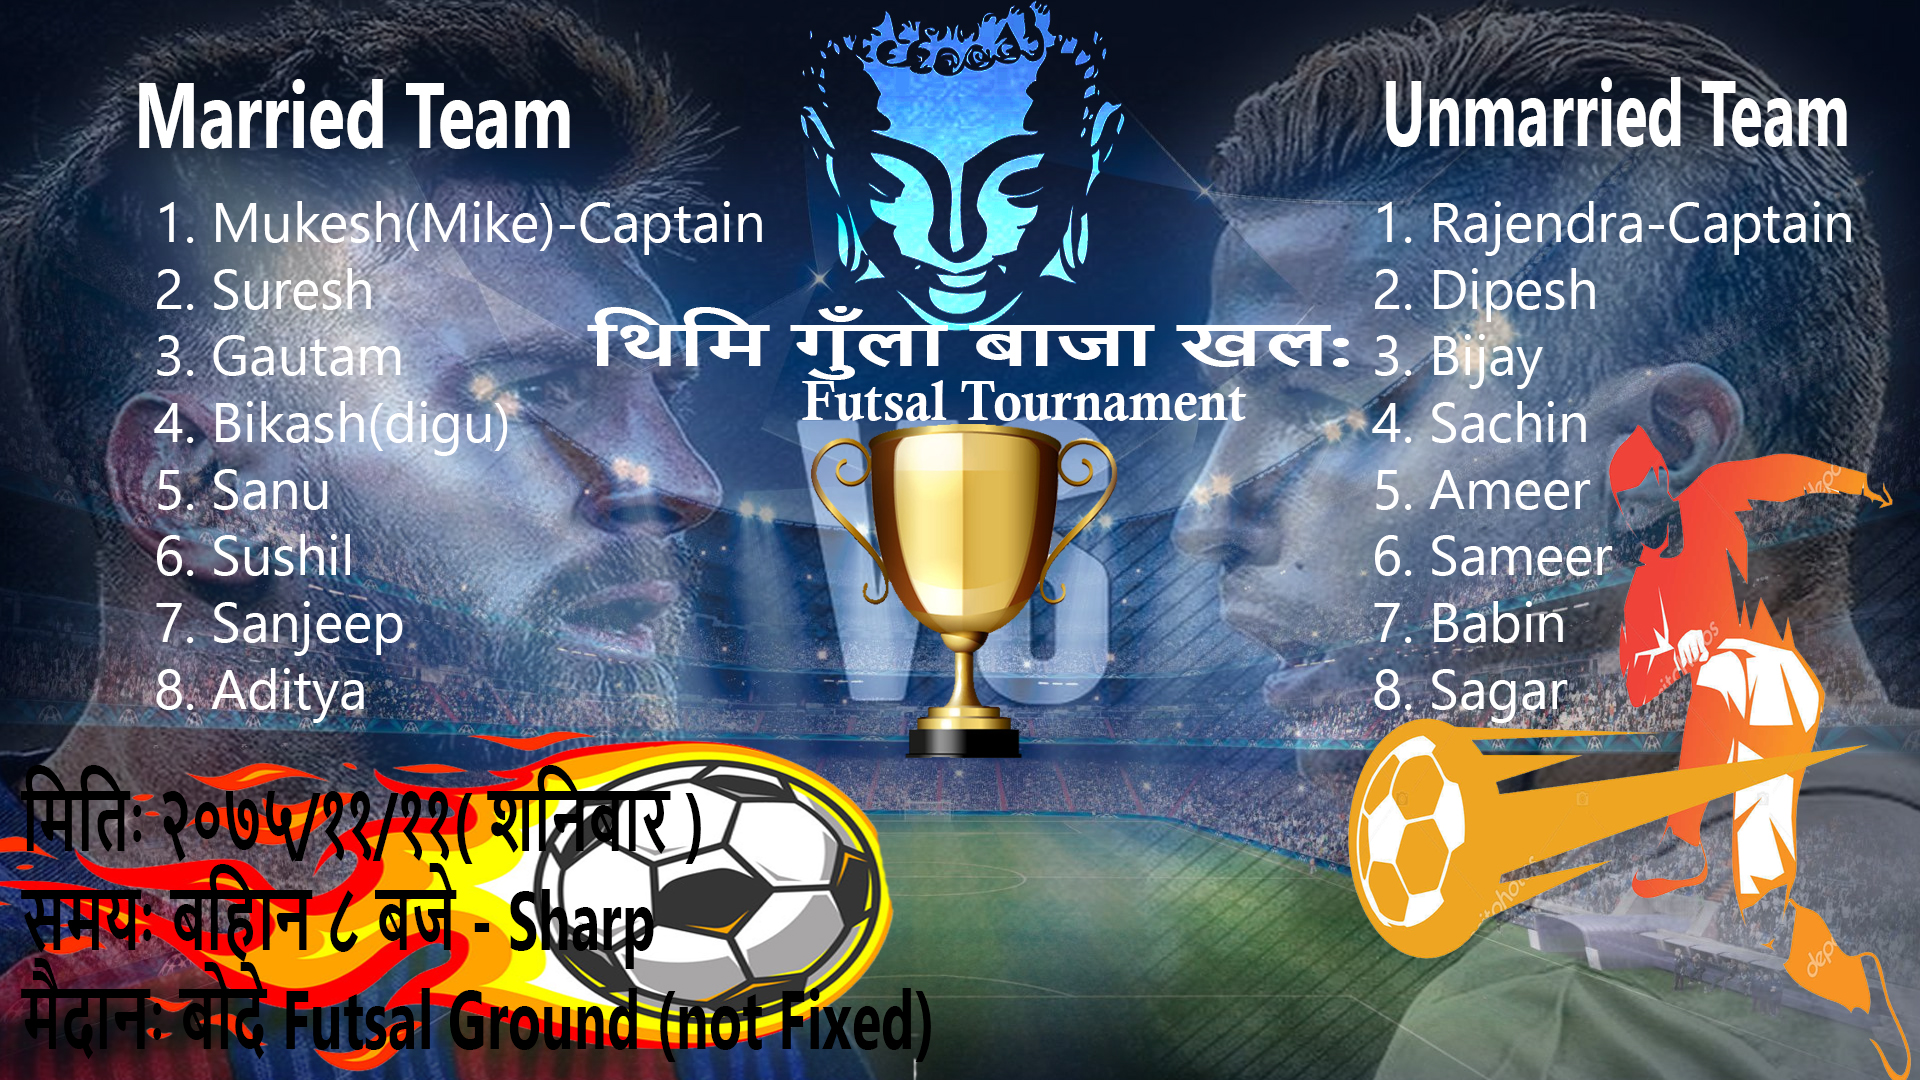 Married Team
1. Mukesh(Mike)-Captain
2. Suresh
3. Gautam
4. Bikash(digu)
5. Sanu
6. Sushil
7. Sanjeep
8. Aditya
थिमि गुँला बाजा खलः
Futsal Tournament
VS
Unmarried Team
1. Rajendra-Captain
2. Dipesh
3. Bijay
4. Sachin
5. Ameer
6. Sameer
7. Babin
8. Sagar
मितिः २०७५/११/११( शनिबार )
समयः बिहान ८ बजे - Sharp
मैदानः बोदे Futsal Ground (not Fixed)